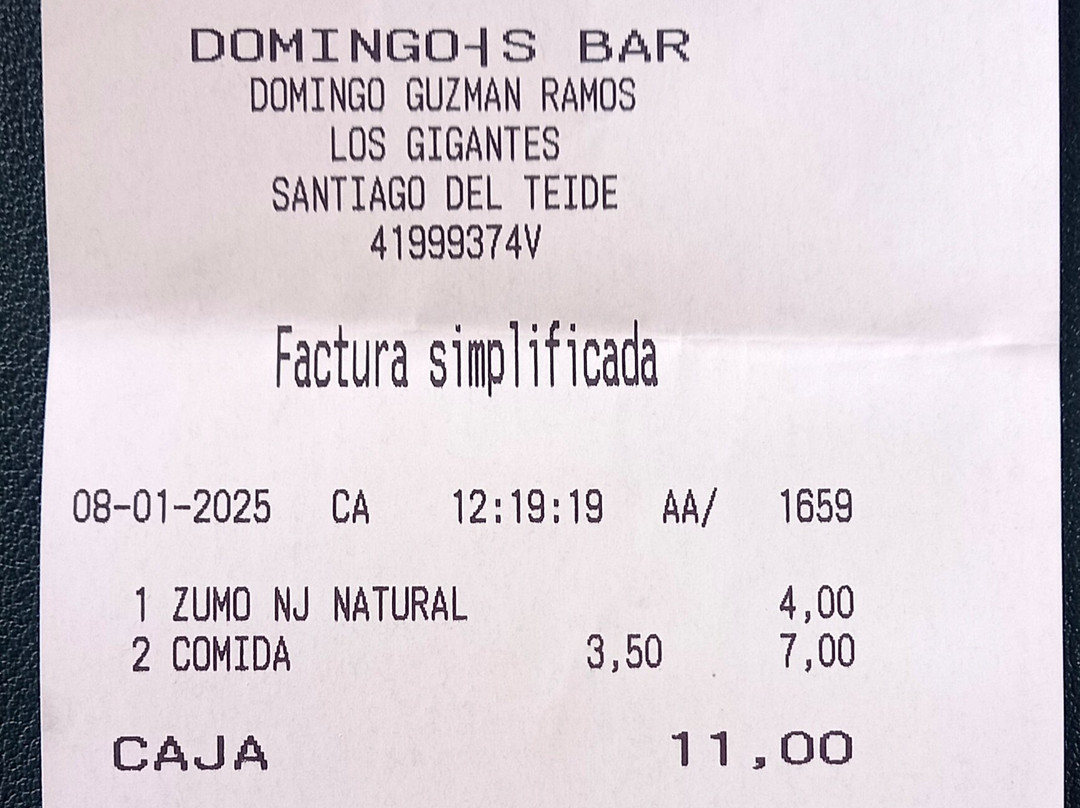 DOMINGO┤S BAR
DOMINGO GUZMAN RAMOS
LOS GIGANTES
SANTIAGO DEL TEIDE
41999374V
Factura simplificada
08-01-2025 CA 12:19:19 AA/ 1659
1 ZUMO NJ NATURAL 4,00
2 COMIDA 3,50 7,00
CAJA 11,00